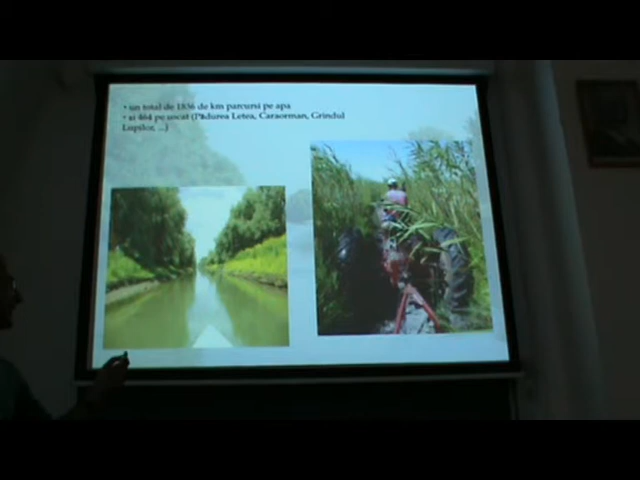 • un total de 1836 de km parcursi pe apa
• si 464 pe uscat (Pădurea Letea, Caraorman, Grindul
Lupilor, ...)